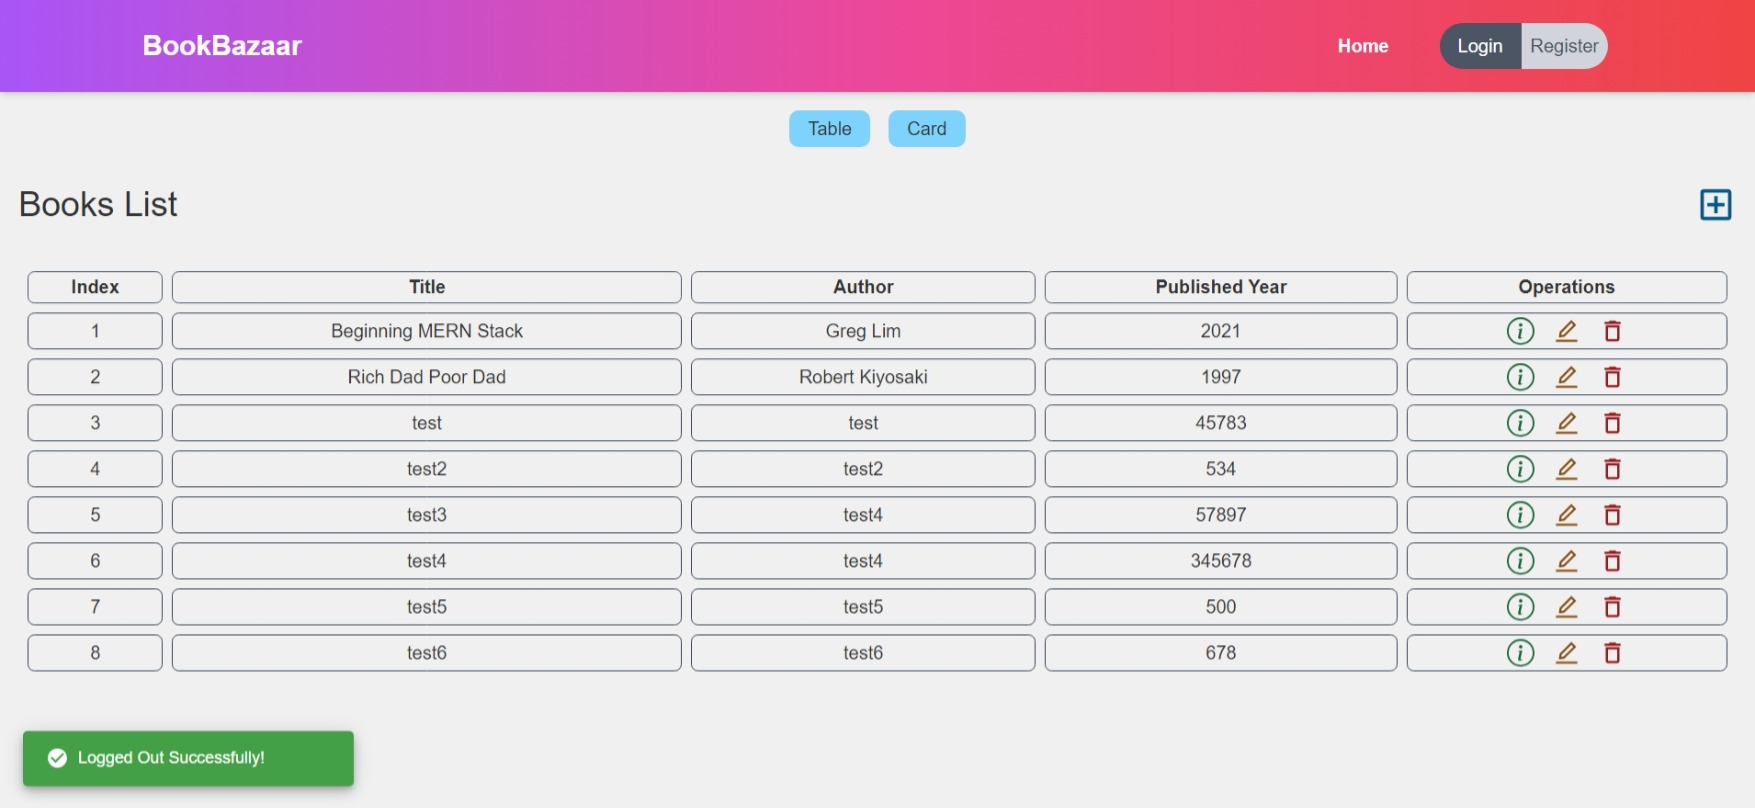 BookBazaar Home Login Register
Table Card
Books List
Index Title Author Published Year Operations
1 Beginning MERN Stack Greg Lim 2021
2 Rich Dad Poor Dad Robert Kiyosaki 1997
3 test test 45783
4 test2 test2 534
5 test3 test4 57897
6 test4 test4 345678
7 test5 test5 500
8 test6 test6 678
Logged Out Successfully!